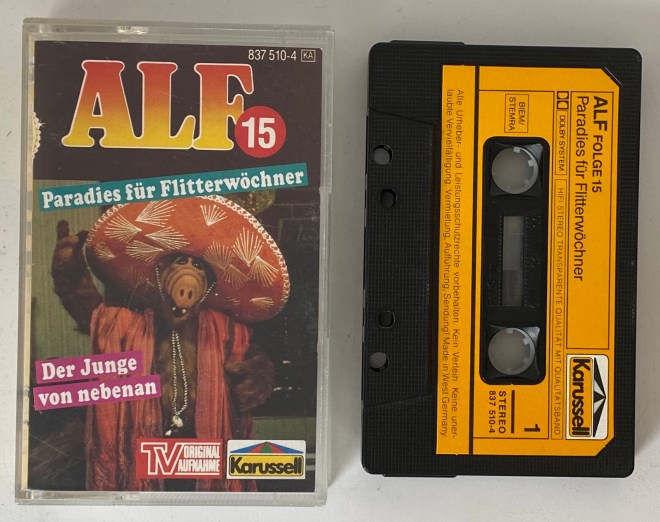 837 510-4 KA
ALF
15
Paradies für Flitterwöchner
Der Junge
von nebenan
TV ORIGINAL
AUFNAHME
Karussell
ALF FOLGE 15
Paradies für Flitterwöchner
DOLBY SYSTEM
HIFI STEREO TRANSPARENTE QUALITÄT MIT QUALITÄTSBAND
BIEM/
STEMRA
Karussell
1
STEREO
837 510-4
Alle Urheber- und Leistungsschutzrechte vorbehalten. Kein Verleih. Keine uner-
laubte Vervielfältigung, Vermietung, Aufführung, Sendung! Made in West Germany